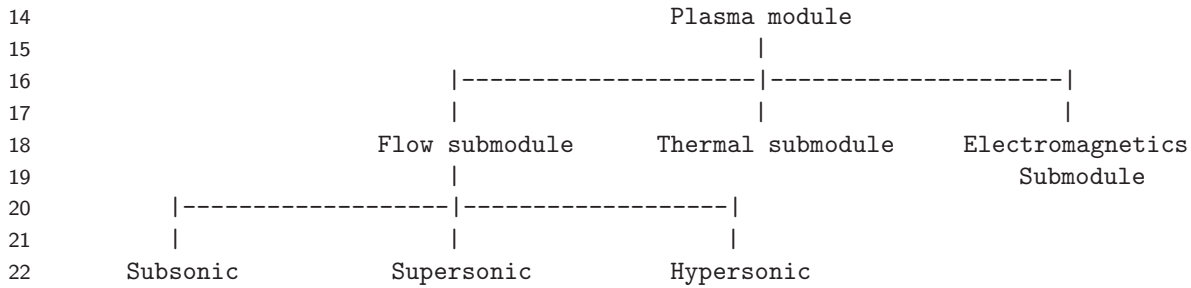 14 Plasma module
15 |
16 |---------------------|---------------------|
17 | | |
18 Flow submodule Thermal submodule Electromagnetics
19 | Submodule
20 |-------------------|-------------------|
21 | | |
22 Subsonic Supersonic Hypersonic